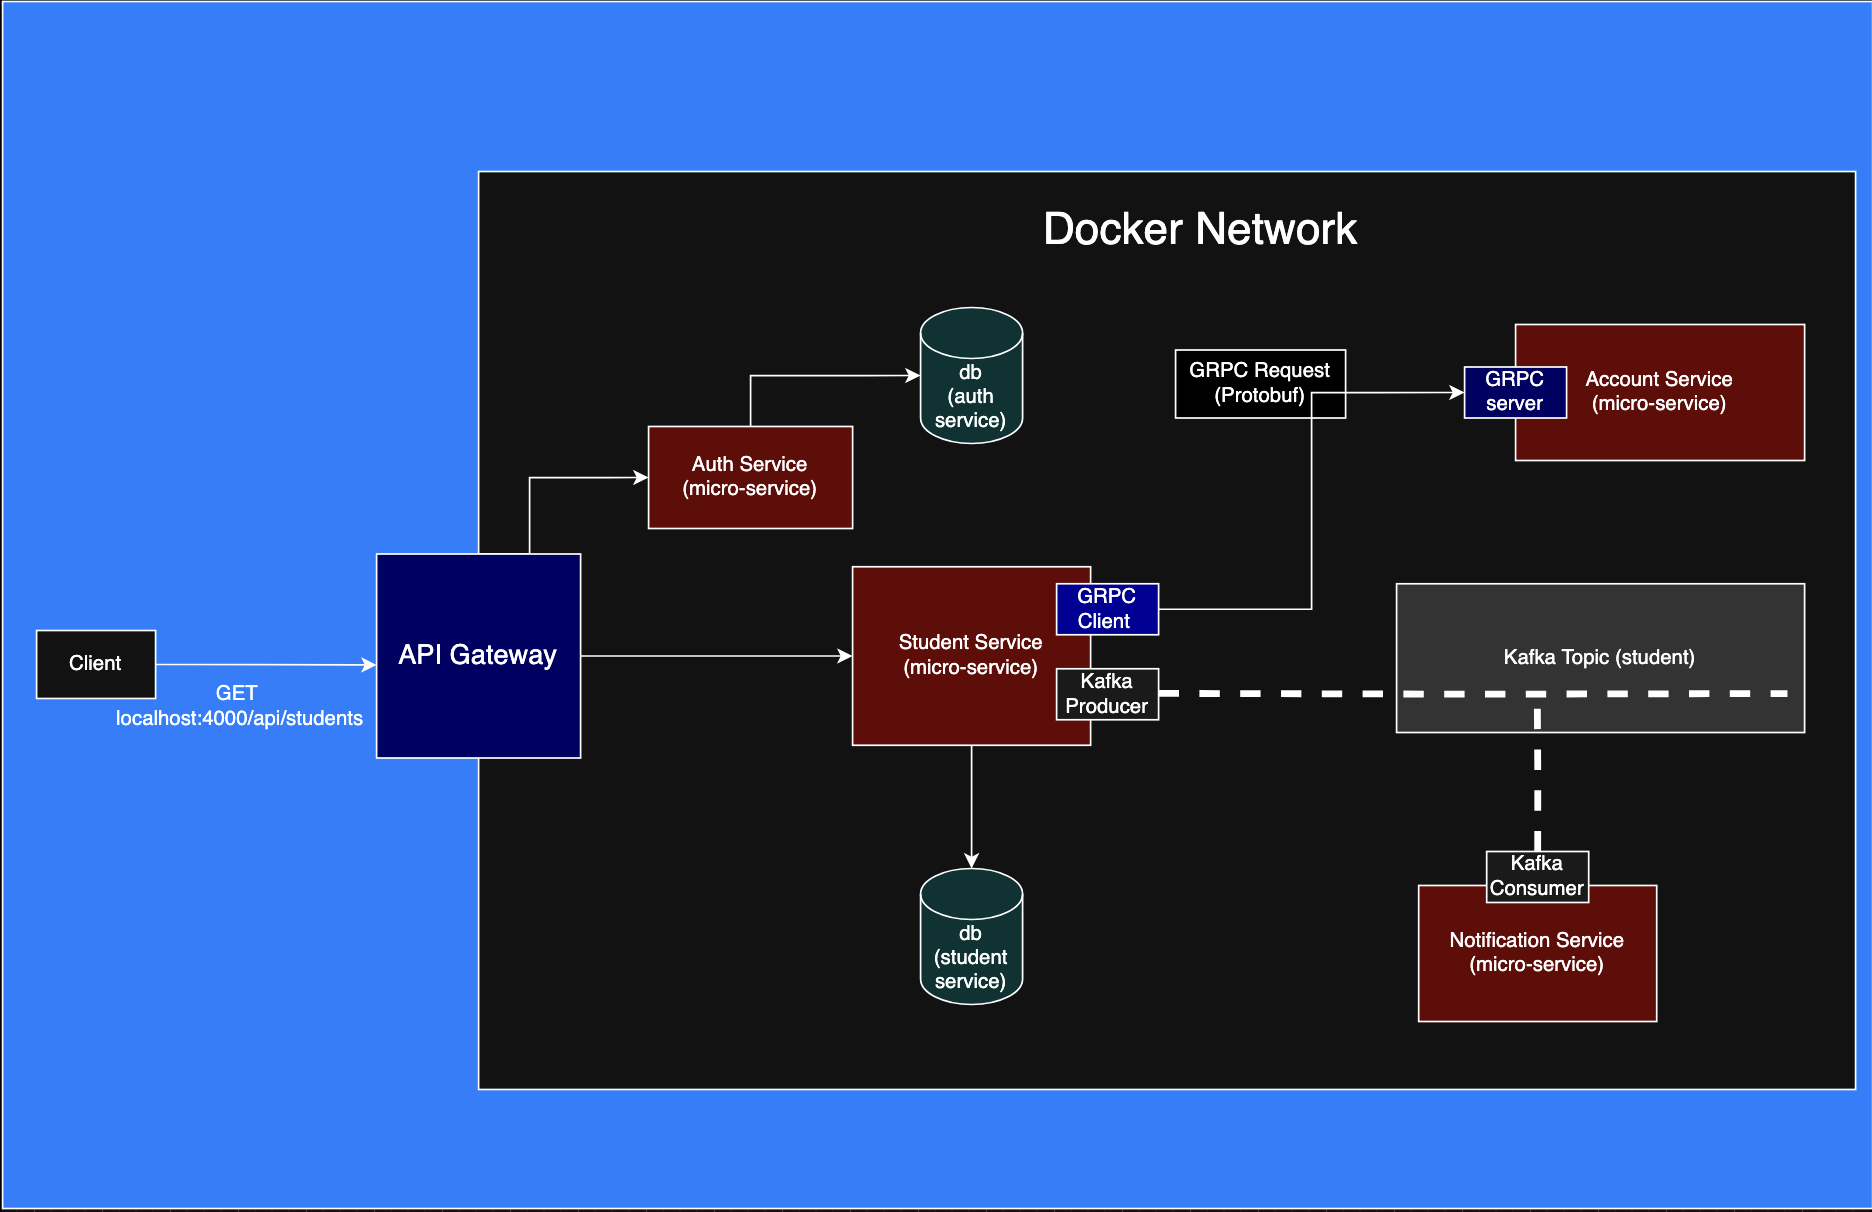 Docker Network
db
(auth
service)
GRPC Request
(Protobuf)
GRPC
server
Account Service
(micro-service)
Auth Service
(micro-service)
GRPC
Client
Student Service
(micro-service)
Kafka
Producer
API Gateway
Client
GET
localhost:4000/api/students
Kafka Topic (student)
Kafka
Consumer
Notification Service
(micro-service)
db
(student
service)